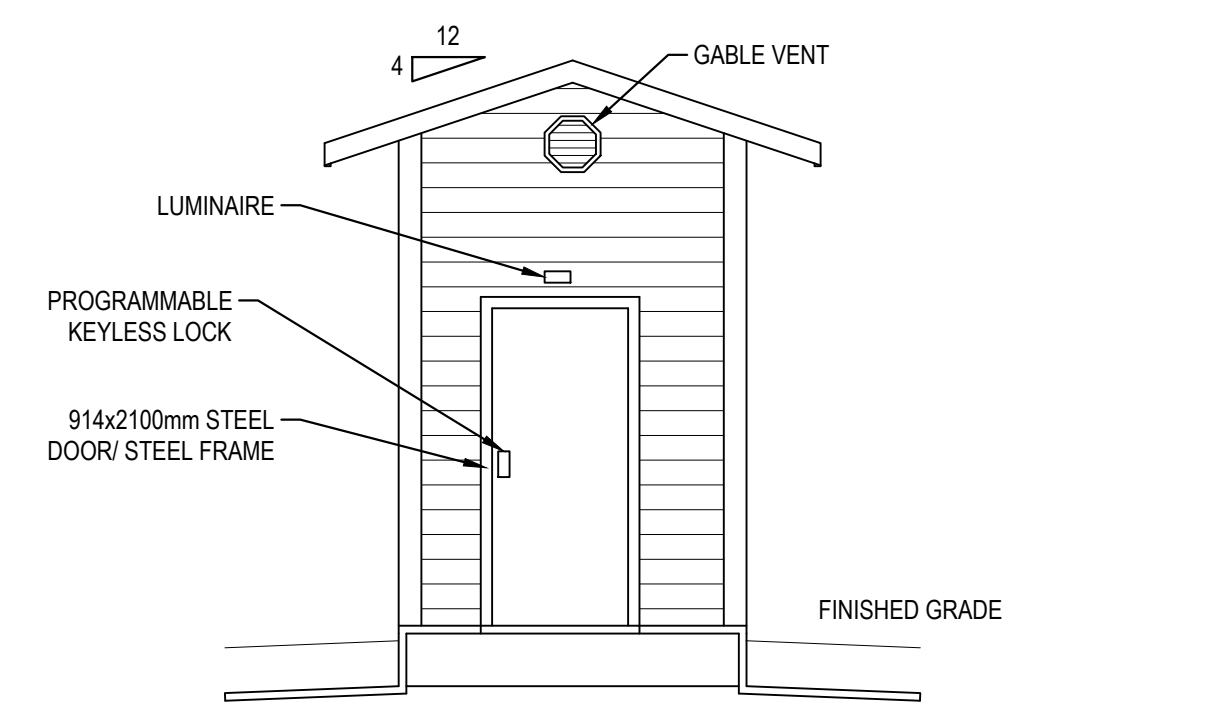 12
4
GABLE VENT
LUMINAIRE
PROGRAMMABLE
KEYLESS LOCK
914x2100mm STEEL
DOOR/ STEEL FRAME
FINISHED GRADE